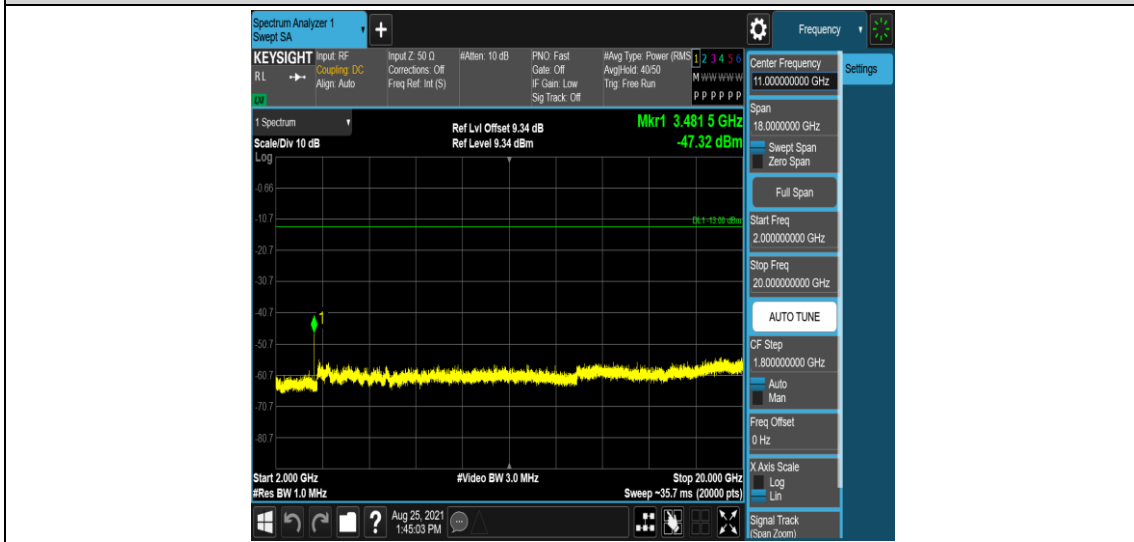 Spectrum Analyzer 1
Swept SA
+
Frequency
KEYSIGHT
RL
Input: RF
Coupling: DC
Align: Auto
Input Z: 50 Ω
Corrections: Off
Freq Ref: Int (S)
#Atten: 10 dB
PNO: Fast
Gate: Off
IF Gain: Low
Sig Track: Off
#Avg Type: Power (RMS
Avg|Hold: 40/50
Trig: Free Run
1 2 3 4 5 6
M W W W W W
P P P P P P
Center Frequency
11.000000000 GHz
Settings
Span
18.0000000 GHz
Swept Span
Zero Span
Full Span
Start Freq
2.000000000 GHz
Stop Freq
20.000000000 GHz
AUTO TUNE
CF Step
1.800000000 GHz
Auto
Man
Freq Offset
0 Hz
X Axis Scale
Log
Lin
Signal Track
(Span Zoom)
1 Spectrum
Scale/Div 10 dB
Log
Ref Lvl Offset 9.34 dB
Ref Level 9.34 dBm
Mkr1 3.481 5 GHz
-47.32 dBm
-0.66
-10.7
DL1 -13.00 dBm
-20.7
-30.7
-40.7
1
-50.7
-60.7
-70.7
-80.7
Start 2.000 GHz
#Video BW 3.0 MHz
Stop 20.000 GHz
#Res BW 1.0 MHz
Sweep ~35.7 ms (20000 pts)
?
Aug 25, 2021
1:45:03 PM